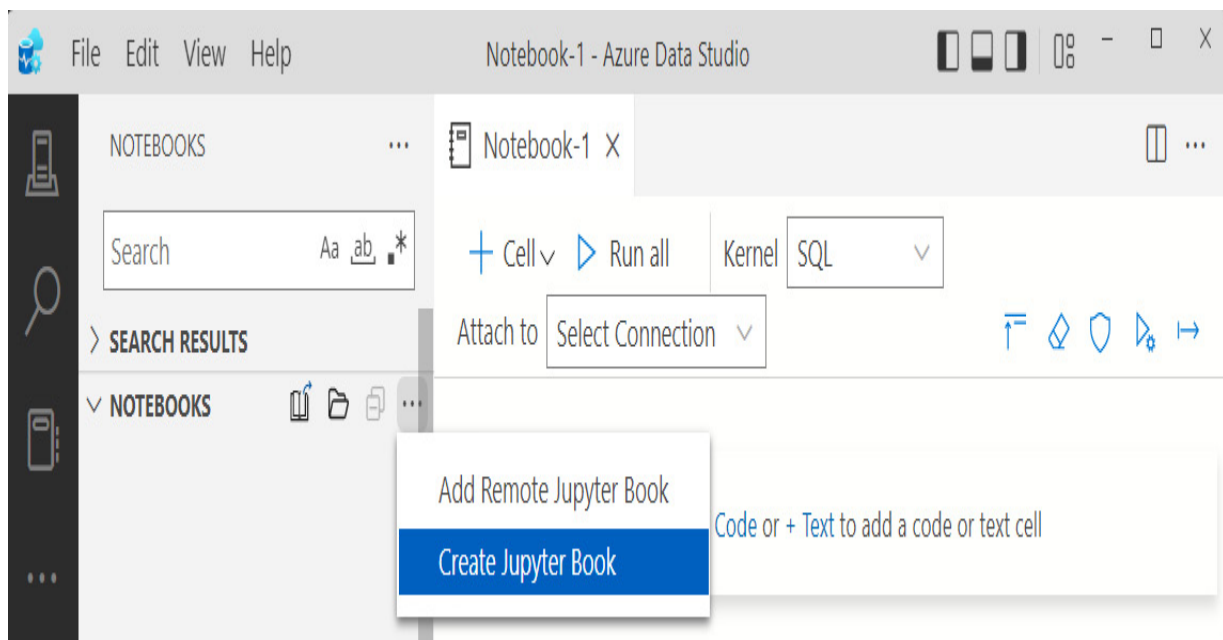 File Edit View Help Notebook-1 - Azure Data Studio
NOTEBOOKS ...
Notebook-1
Search Aa ab *
Cell Run all Kernel SQL
Attach to Select Connection
SEARCH RESULTS
NOTEBOOKS ...
Add Remote Jupyter Book
Create Jupyter Book
Code or + Text to add a code or text cell